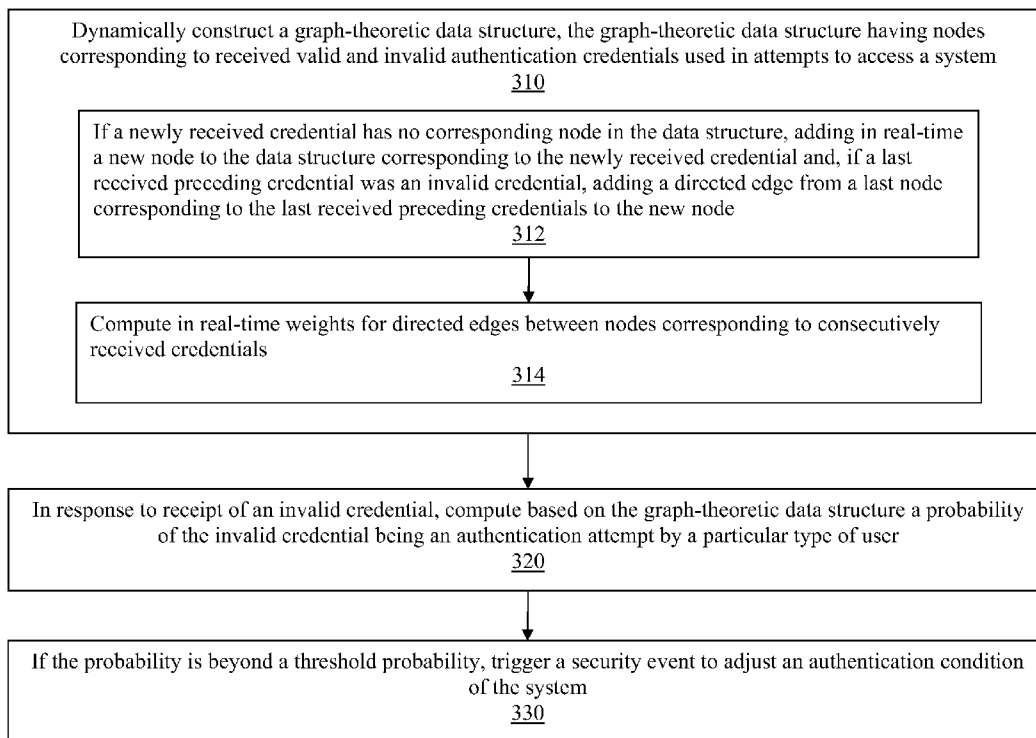 Dynamically construct a graph-theoretic data structure, the graph-theoretic data structure having nodes
corresponding to received valid and invalid authentication credentials used in attempts to access a system
310
If a newly received credential has no corresponding node in the data structure, adding in real-time
a new node to the data structure corresponding to the newly received credential and, if a last
received preceding credential was an invalid credential, adding a directed edge from a last node
corresponding to the last received preceding credentials to the new node
312
Compute in real-time weights for directed edges between nodes corresponding to consecutively
received credentials
314
In response to receipt of an invalid credential, compute based on the graph-theoretic data structure a probability
of the invalid credential being an authentication attempt by a particular type of user
320
If the probability is beyond a threshold probability, trigger a security event to adjust an authentication condition
of the system
330